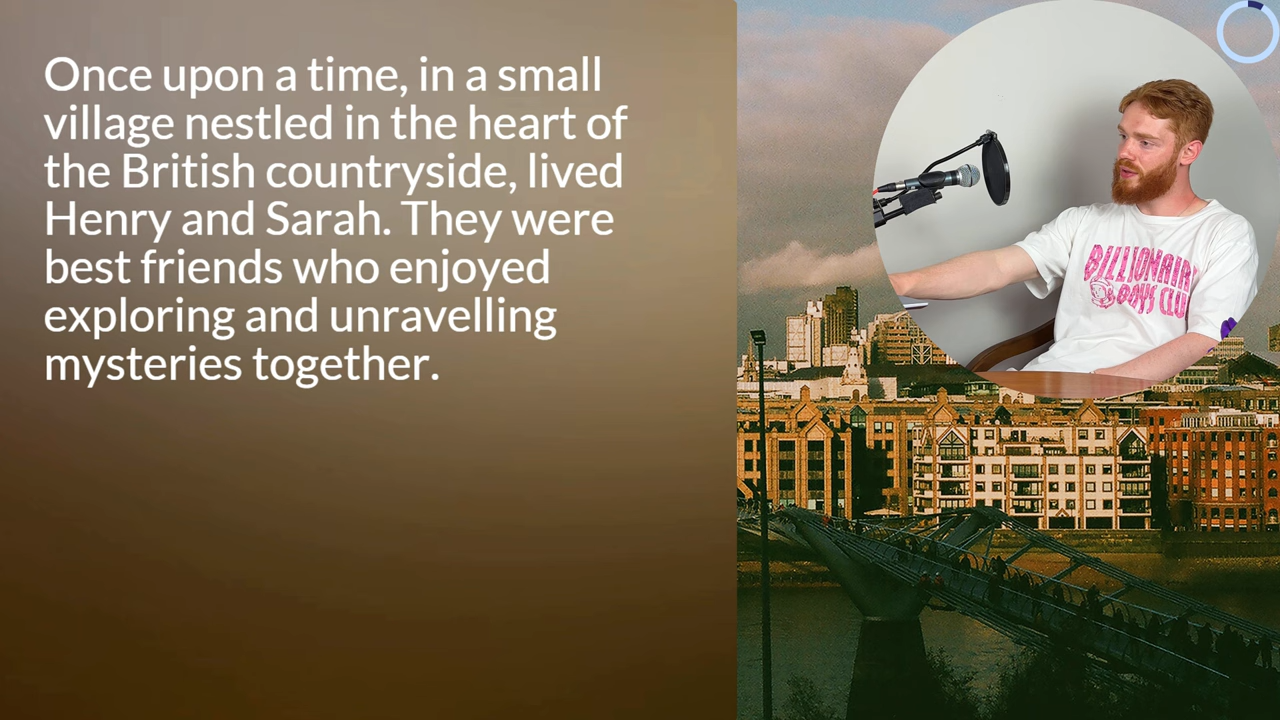 Once upon a time, in a small
village nestled in the heart of
the British countryside, lived
Henry and Sarah. They were
best friends who enjoyed
exploring and unravelling
mysteries together.
BILLIONAIRE
BOYS CLU